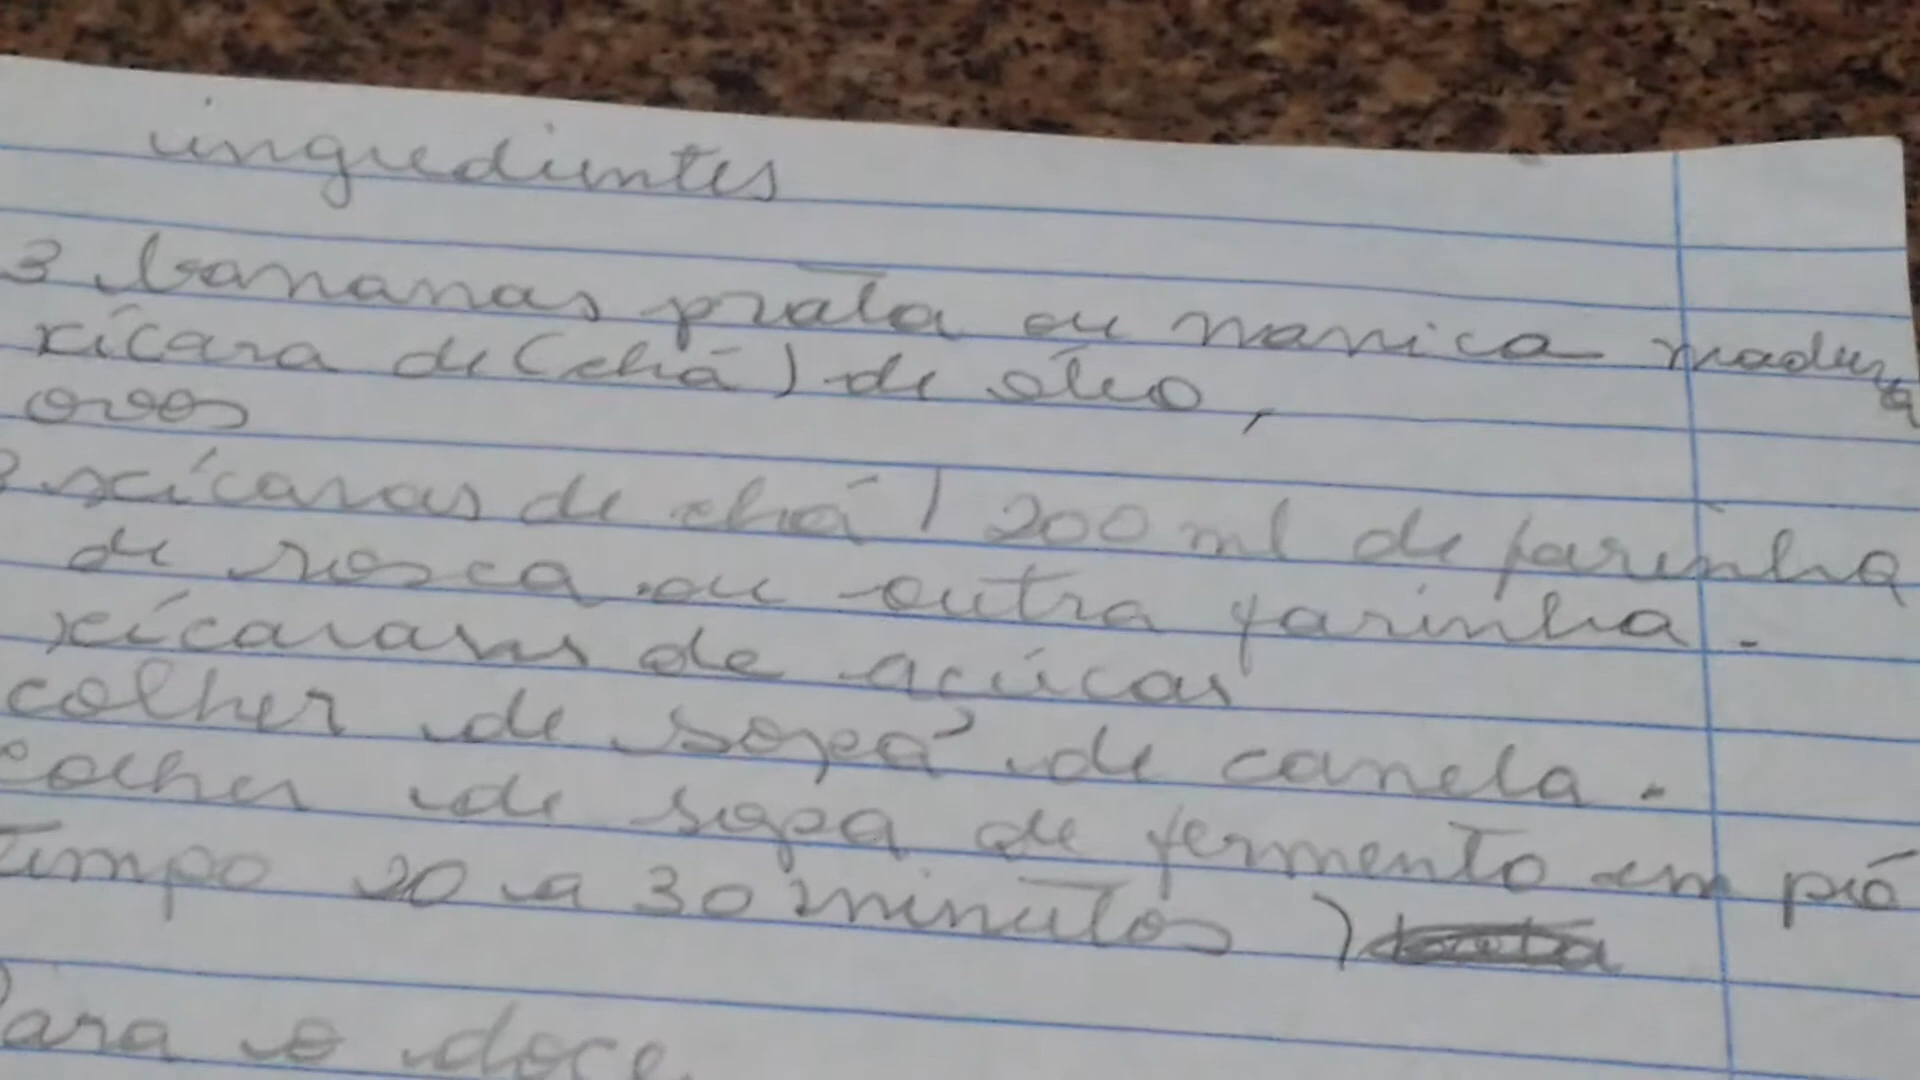 ingredientes
3 bananas prata ou nanica madura
xícara de (chá) de óleo,
ovos
3 xícaras de chá / 200 ml de farinha
de rosca ou outra farinha.
xícaras de açúcar
colher de sopa de canela.
colher de sopa de fermento em pó
Tempo 20 a 30 minutos )
Para o doce